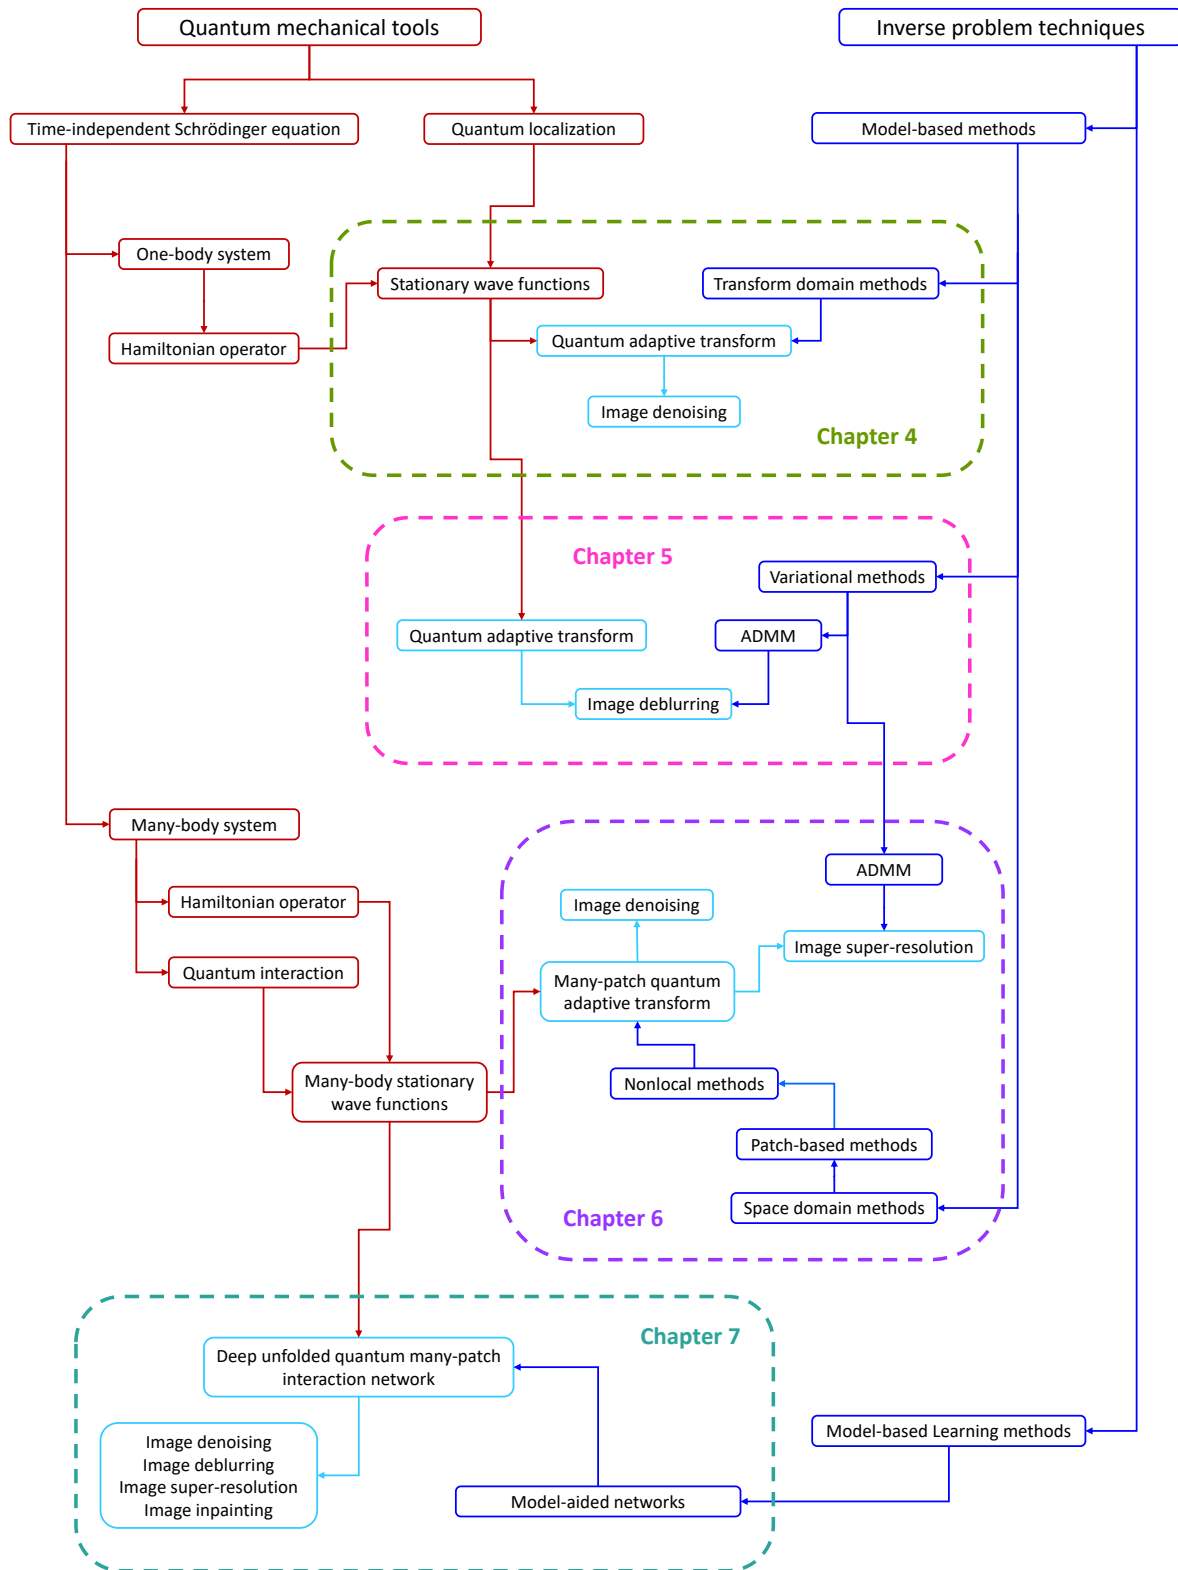 Quantum mechanical tools
Inverse problem techniques
Time-independent Schrödinger equation
Quantum localization
Model-based methods
One-body system
Stationary wave functions
Transform domain methods
Hamiltonian operator
Quantum adaptive transform
Image denoising
Chapter 4
Chapter 5
Variational methods
Quantum adaptive transform
ADMM
Image deblurring
Many-body system
ADMM
Hamiltonian operator
Image denoising
Image super-resolution
Quantum interaction
Many-patch quantum
adaptive transform
Many-body stationary
wave functions
Nonlocal methods
Patch-based methods
Space domain methods
Chapter 6
Chapter 7
Deep unfolded quantum many-patch
interaction network
Image denoising
Image deblurring
Image super-resolution
Image inpainting
Model-based Learning methods
Model-aided networks